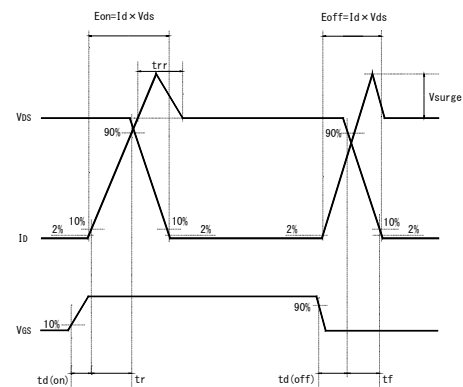 Eon=Id×Vds Eoff=Id×Vds
trr
Vsurge
VDS
90% 90%
10% 10% 10%
2% 2% 2% 2%
ID
90%
10%
VGS
td(on) tr td(off) tf